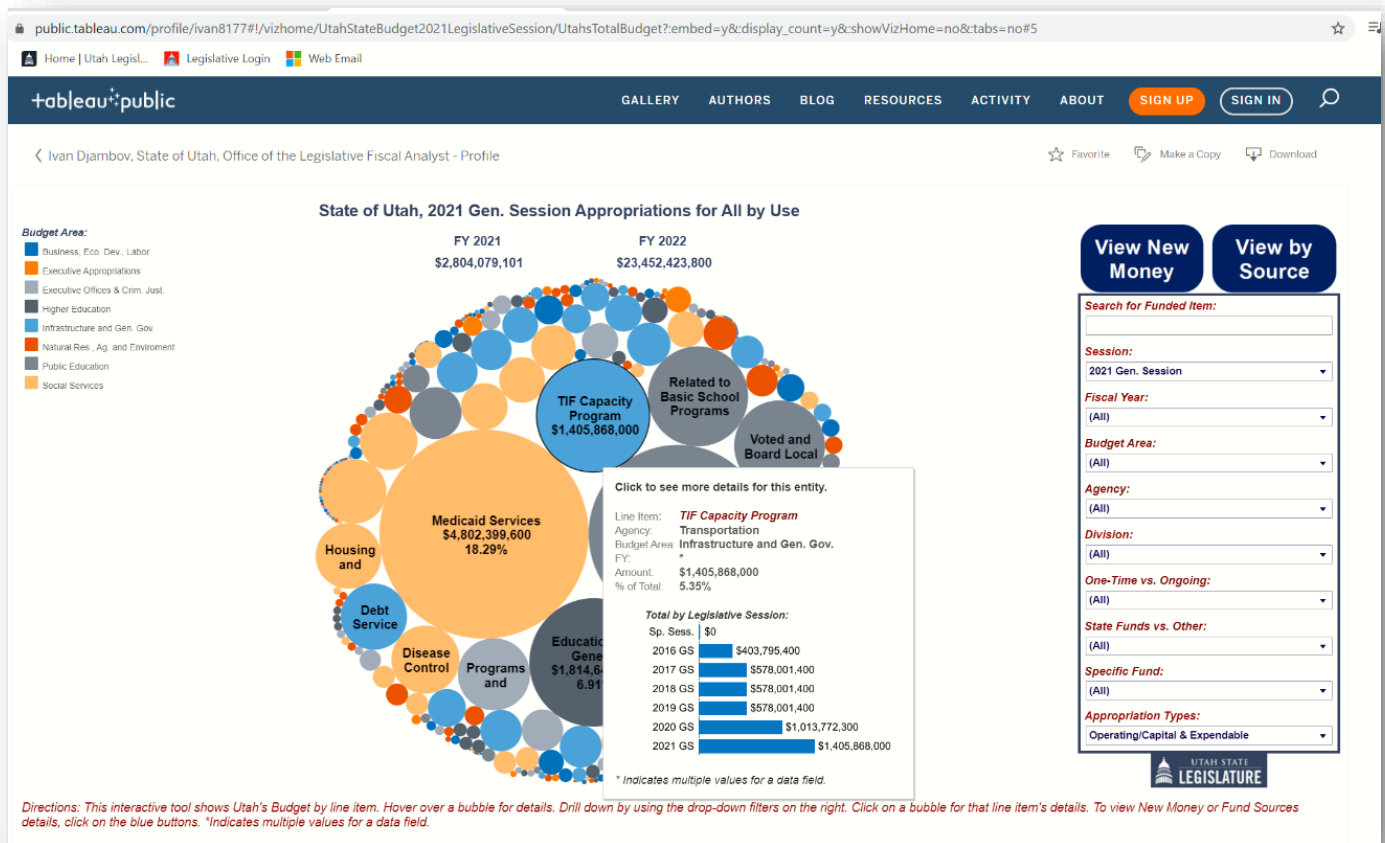 public.tableau.com/profile/ivan8177#!/vizhome/UtahStateBudget2021LegislativeSession/UtahsTotalBudget?:embed=y&:display_count=y&:showVizHome=no&:tabs=no#5
Home | Utah Legisl... Legislative Login Web Email
+ableau public GALLERY AUTHORS BLOG RESOURCES ACTIVITY ABOUT SIGN UP SIGN IN
Ivan Djambov, State of Utah, Office of the Legislative Fiscal Analyst - Profile Favorite Make a Copy Download
State of Utah, 2021 Gen. Session Appropriations for All by Use
FY 2021 FY 2022
$2,804,079,101 $23,452,423,800
Budget Area:
Business, Eco. Dev., Labor
Executive Appropriations
Executive Offices & Crim. Just.
Higher Education
Infrastructure and Gen. Gov.
Natural Res., Ag. and Enviroment
Public Education
Social Services
TIF Capacity
Program
$1,405,868,000
Related to
Basic School
Programs
Voted and
Board Local
Medicaid Services
$4,802,399,600
18.29%
Housing
and
Debt
Service
Disease
Control
Programs
and
Click to see more details for this entity.
Line Item: TIF Capacity Program
Agency: Transportation
Budget Area: Infrastructure and Gen. Gov.
FY: *
Amount: $1,405,868,000
% of Total: 5.35%
Total by Legislative Session:
Sp. Sess. $0
2016 GS $403,795,400
2017 GS $578,001,400
2018 GS $578,001,400
2019 GS $578,001,400
2020 GS $1,013,772,300
2021 GS $1,405,868,000
* Indicates multiple values for a data field.
View New
Money
View by
Source
Search for Funded Item:
Session:
2021 Gen. Session
Fiscal Year:
(All)
Budget Area:
(All)
Agency:
(All)
Division:
(All)
One-Time vs. Ongoing:
(All)
State Funds vs. Other:
(All)
Specific Fund:
(All)
Appropriation Types:
Operating/Capital & Expendable
UTAH STATE
LEGISLATURE
Directions: This interactive tool shows Utah's Budget by line item. Hover over a bubble for details. Drill down by using the drop-down filters on the right. Click on a bubble for that line item's details. To view New Money or Fund Sources
details, click on the blue buttons. *Indicates multiple values for a data field.